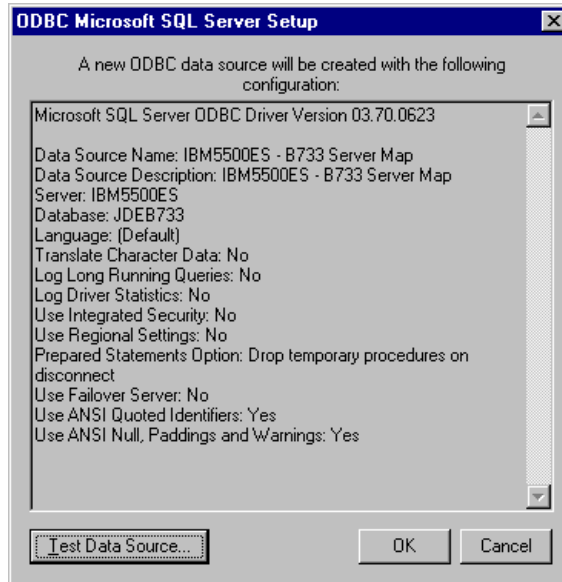 ODBC Microsoft SQL Server Setup
A new ODBC data source will be created with the following
configuration:
Microsoft SQL Server ODBC Driver Version 03.70.0623
Data Source Name: IBM5500ES - B733 Server Map
Data Source Description: IBM5500ES - B733 Server Map
Server: IBM5500ES
Database: JDEB733
Language: (Default)
Translate Character Data: No
Log Long Running Queries: No
Log Driver Statistics: No
Use Integrated Security: No
Use Regional Settings: No
Prepared Statements Option: Drop temporary procedures on
disconnect
Use Failover Server: No
Use ANSI Quoted Identifiers: Yes
Use ANSI Null, Paddings and Warnings: Yes
Test Data Source... OK Cancel